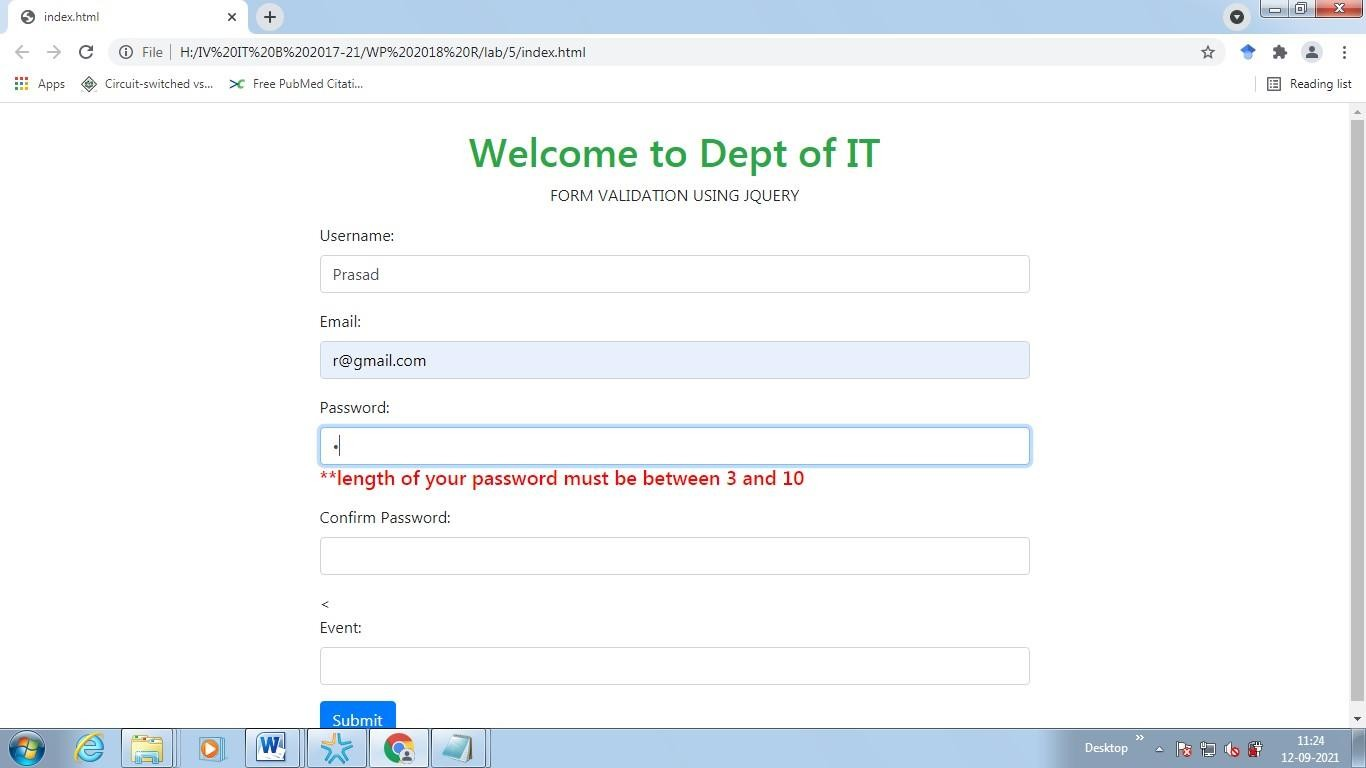 index.html
File
H:/IV%20IT%20B%202017-21/WP%202018%20R/lab/5/index.html
Apps
Circuit-switched vs...
Free PubMed Citati...
Reading list
Welcome to Dept of IT
FORM VALIDATION USING JQUERY
Username:
Prasad
Email:
r@gmail.com
Password:
•
**length of your password must be between 3 and 10
Confirm Password:
<
Event:
Submit
Desktop
»
11:24
12-09-2021